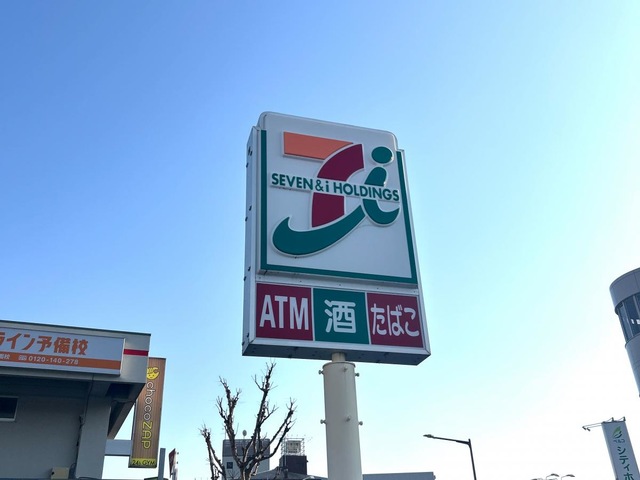 SEVEN&i HOLDINGS
ATM 酒 たばこ
ライン予備校
0120-140-279
chocoZAP
シティホ